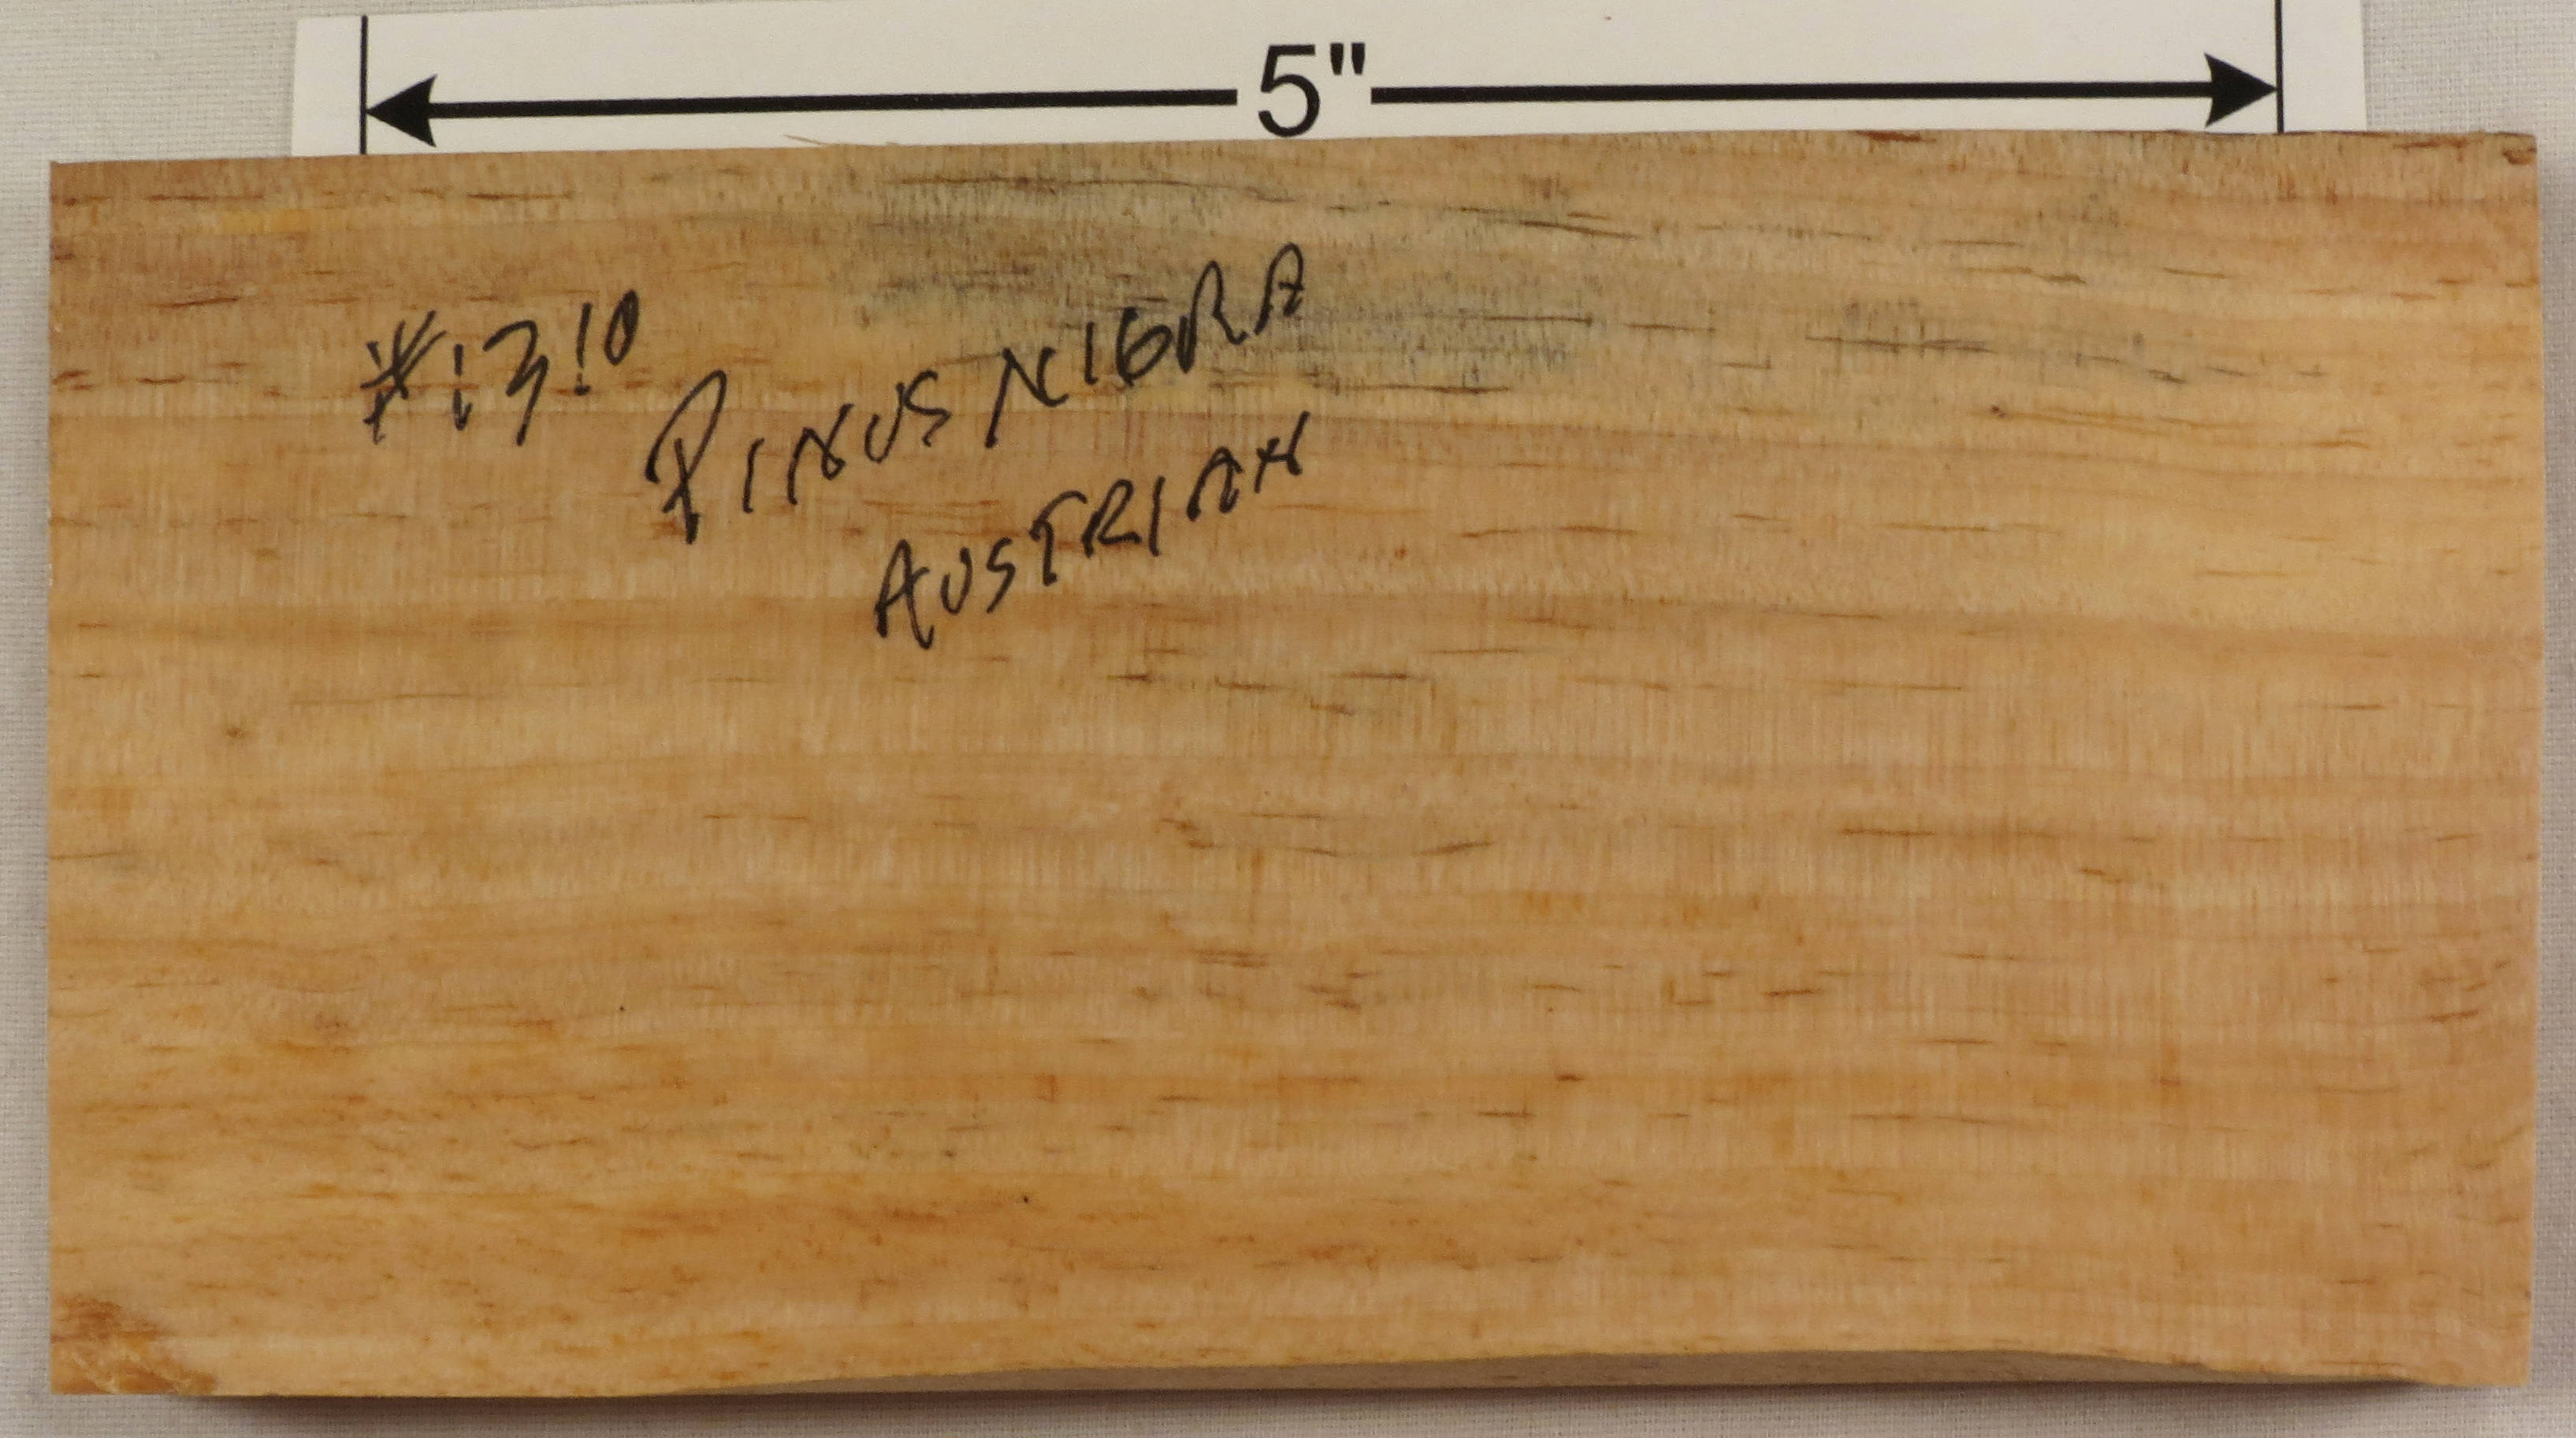 5"
#1310
PINUS NIGRA
AUSTRIAN